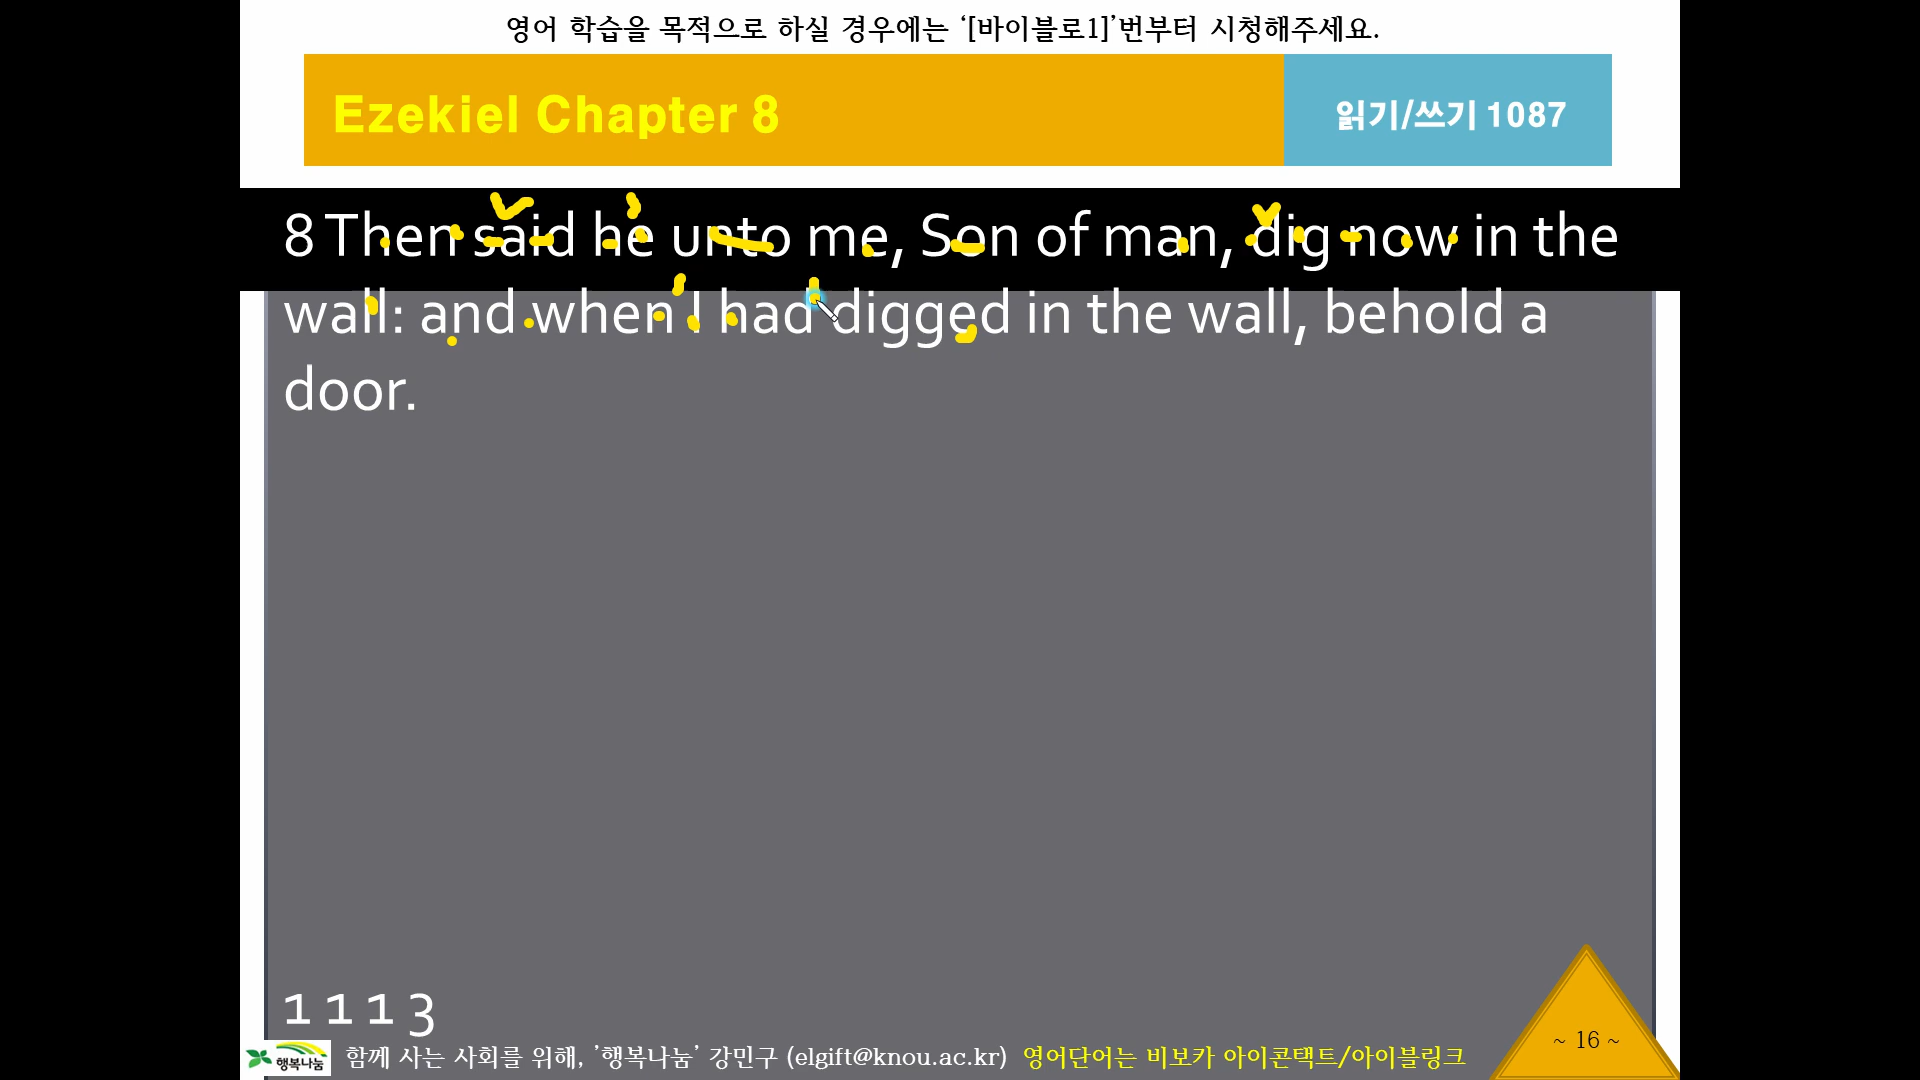 영어 학습을 목적으로 하실 경우에는 ‘[바이블로1]’번부터 시청해주세요.
Ezekiel Chapter 8
읽기/쓰기 1087
8 Then said he unto me, Son of man, dig now in the
wall: and when I had digged in the wall, behold a
door.
1 1 1 3
~ 16 ~
행복나눔 함께 사는 사회를 위해, ’행복나눔’ 강민구 (elgift@knou.ac.kr) 영어단어는 비보카 아이콘택트/아이블링크